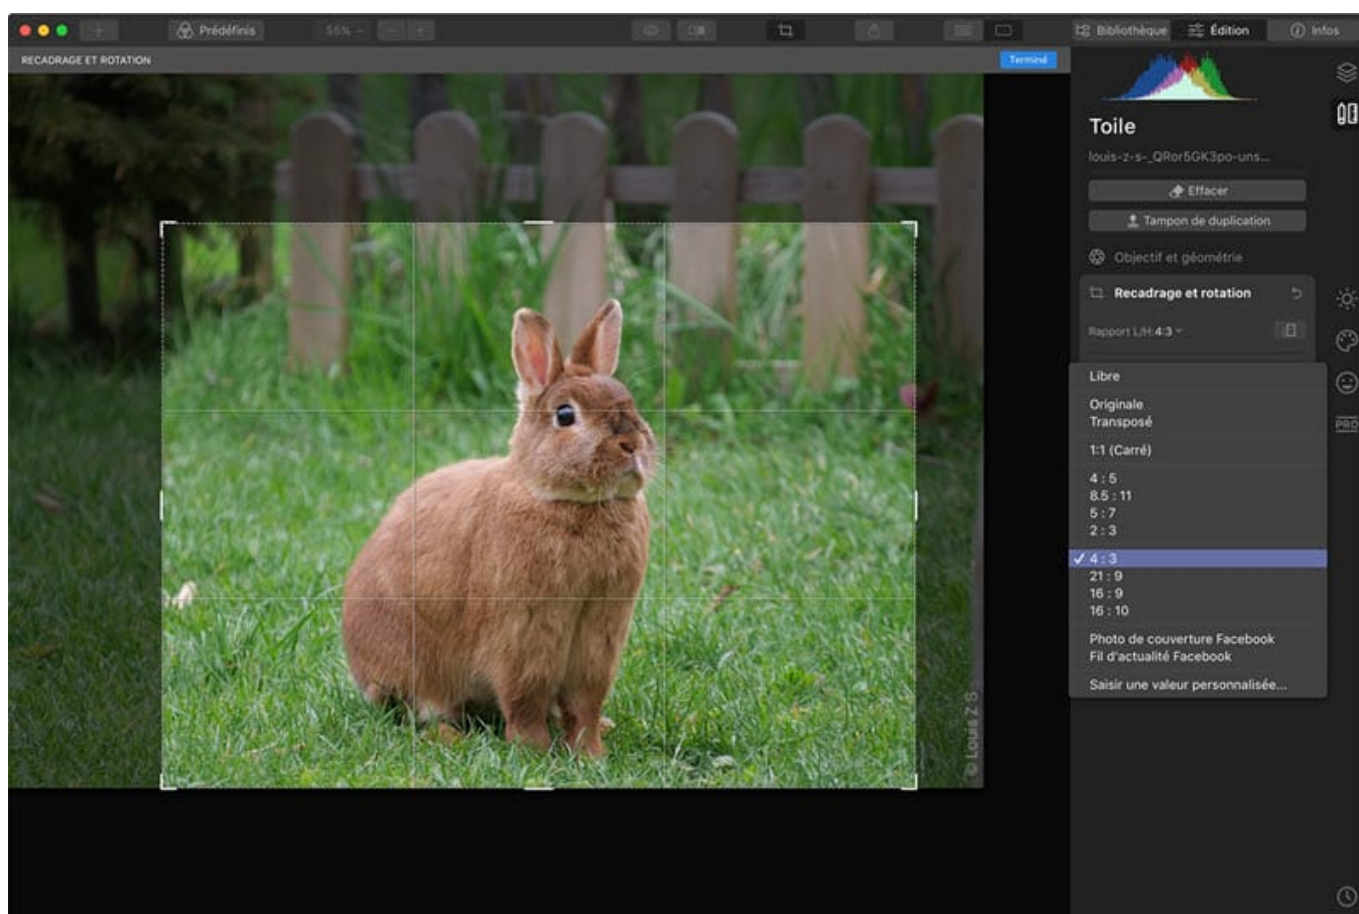 Prédéfinis
55%
Bibliothèque
Édition
Infos
RECADRAGE ET ROTATION
Terminé
Toile
louis-z-s-_QRor5GK3po-uns...
Effacer
Tampon de duplication
Objectif et géométrie
Recadrage et rotation
Rapport L/H: 4:3
Libre
Originale
Transposé
1:1 (Carré)
4 : 5
8.5 : 11
5 : 7
2 : 3
✓ 4 : 3
21 : 9
16 : 9
16 : 10
Photo de couverture Facebook
Fil d'actualité Facebook
Saisir une valeur personnalisée...
PRO
© Louis Z S